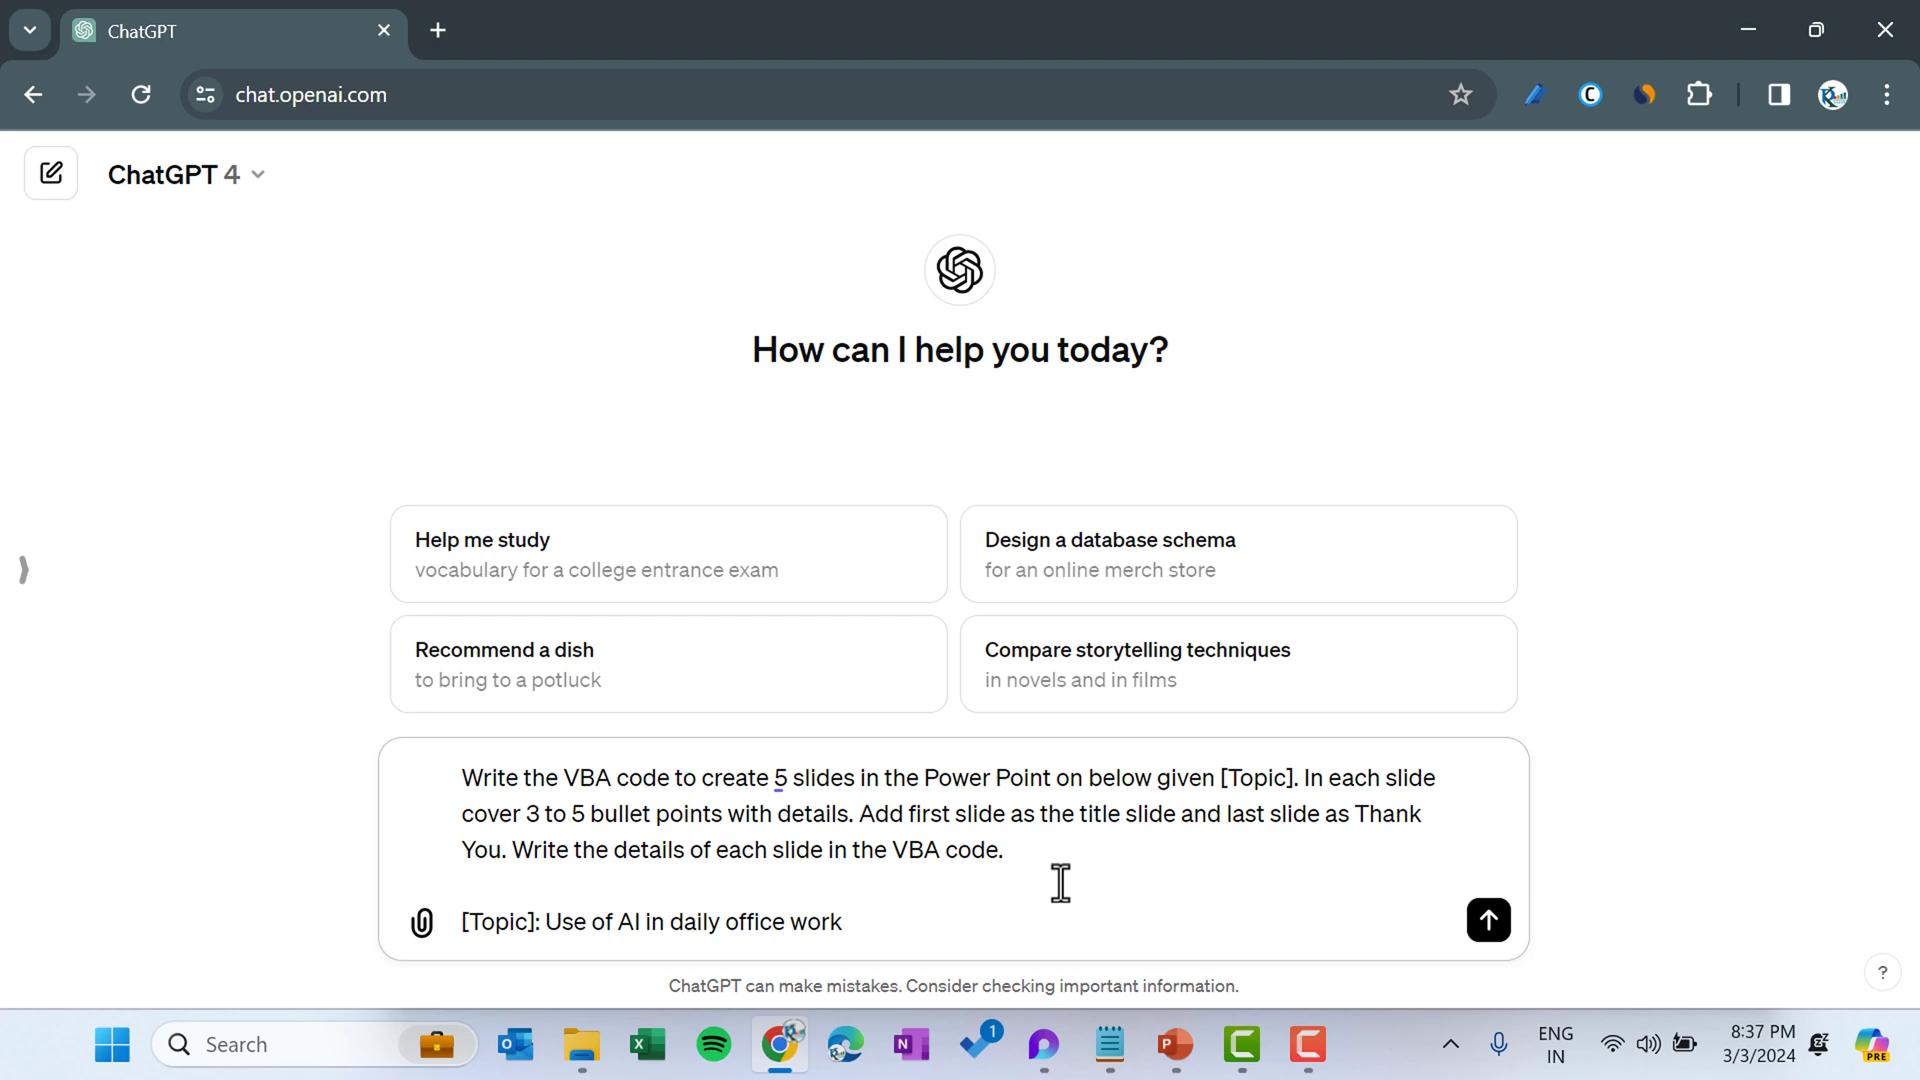 ChatGPT
chat.openai.com
ChatGPT 4
How can I help you today?
Help me study
vocabulary for a college entrance exam
Design a database schema
for an online merch store
Recommend a dish
to bring to a potluck
Compare storytelling techniques
in novels and in films
Write the VBA code to create 5 slides in the Power Point on below given [Topic]. In each slide
cover 3 to 5 bullet points with details. Add first slide as the title slide and last slide as Thank
You. Write the details of each slide in the VBA code.
[Topic]: Use of AI in daily office work
ChatGPT can make mistakes. Consider checking important information.
?
Search
1
ENG
IN
8:37 PM
3/3/2024
PRE